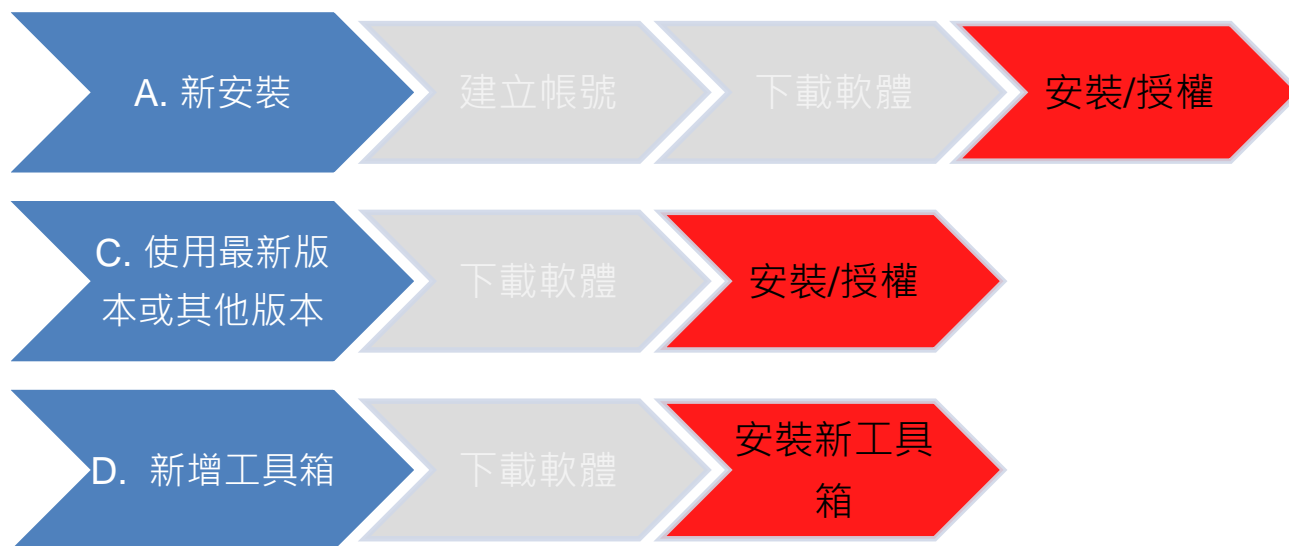 A. 新安裝
建立帳號
下載軟體
安裝/授權
C. 使用最新版
本或其他版本
下載軟體
安裝/授權
D. 新增工具箱
下載軟體
安裝新工具
箱